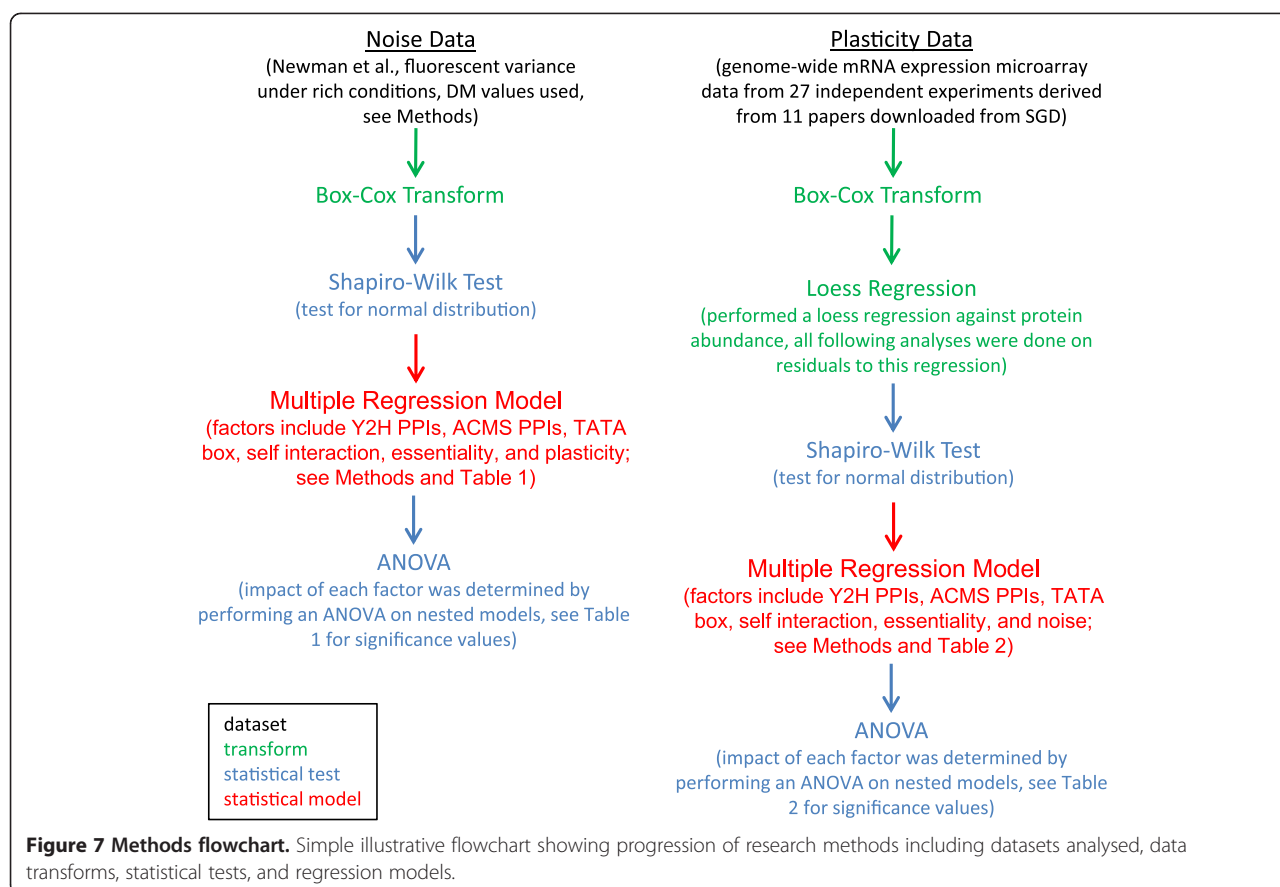 Noise Data
(Newman et al., fluorescent variance
under rich conditions, DM values used,
see Methods)
Box-Cox Transform
Shapiro-Wilk Test
(test for normal distribution)
Multiple Regression Model
(factors include Y2H PPIs, ACMS PPIs, TATA
box, self interaction, essentiality, and plasticity;
see Methods and Table 1)
ANOVA
(impact of each factor was determined by
performing an ANOVA on nested models, see Table
1 for significance values)
Plasticity Data
(genome-wide mRNA expression microarray
data from 27 independent experiments derived
from 11 papers downloaded from SGD)
Box-Cox Transform
Loess Regression
(performed a loess regression against protein
abundance, all following analyses were done on
residuals to this regression)
Shapiro-Wilk Test
(test for normal distribution)
Multiple Regression Model
(factors include Y2H PPIs, ACMS PPIs, TATA
box, self interaction, essentiality, and noise;
see Methods and Table 2)
ANOVA
(impact of each factor was determined by
performing an ANOVA on nested models, see Table
2 for significance values)
dataset
transform
statistical test
statistical model
Figure 7 Methods flowchart. Simple illustrative flowchart showing progression of research methods including datasets analysed, data
transforms, statistical tests, and regression models.